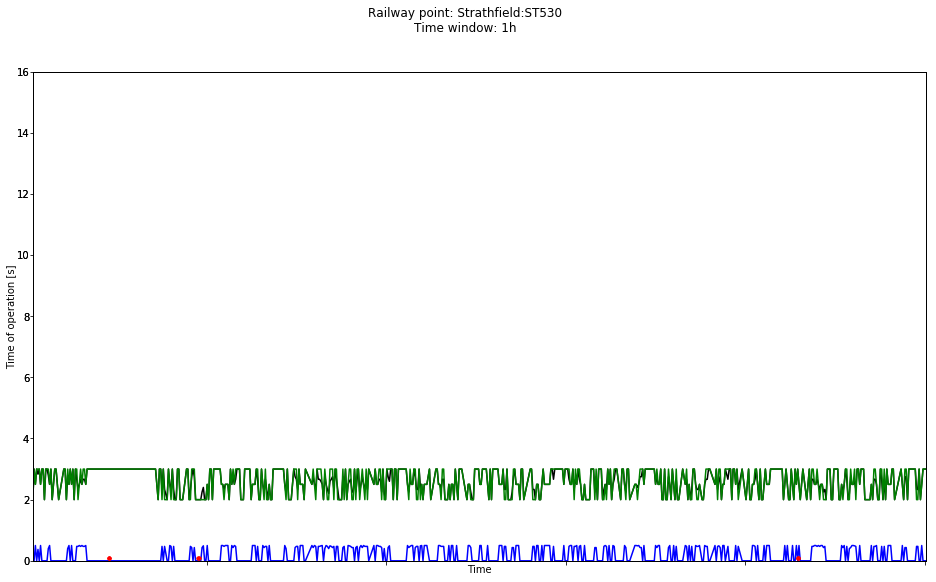 Railway point: Strathfield:ST530
Time window: 1h
16
14
12
10
8
6
4
2
0
Time of operation [s]
Time